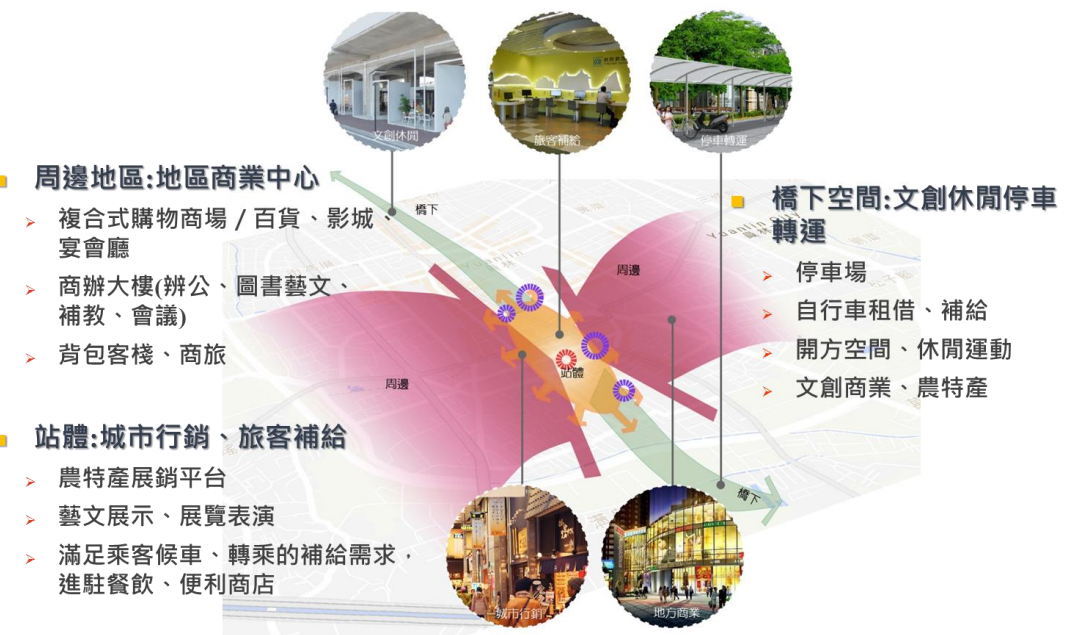 文創休閒
旅客補給
停車轉運
周邊地區:地區商業中心
複合式購物商場 / 百貨、影城、
宴會廳
商辦大樓(辨公、圖書藝文、
補教、會議)
背包客棧、商旅
站體:城市行銷、旅客補給
農特產展銷平台
藝文展示、展覽表演
滿足乘客候車、轉乘的補給需求,
進駐餐飲、便利商店
橋下
周邊
站體
周邊
橋下
Yuanlin
員林
Yuanlin City
橋下空間:文創休閒停車
轉運
停車場
自行車租借、補給
開方空間、休閒運動
文創商業、農特產
城市行銷
地方商業